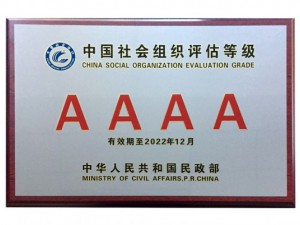 中国社会组织评估等级
CHINA SOCIAL ORGANIZATION EVALUATION GRADE
AAAA
有效期至2022年12月
中华人民共和国民政部
MINISTRY OF CIVIL AFFAIRS,P.R.CHINA